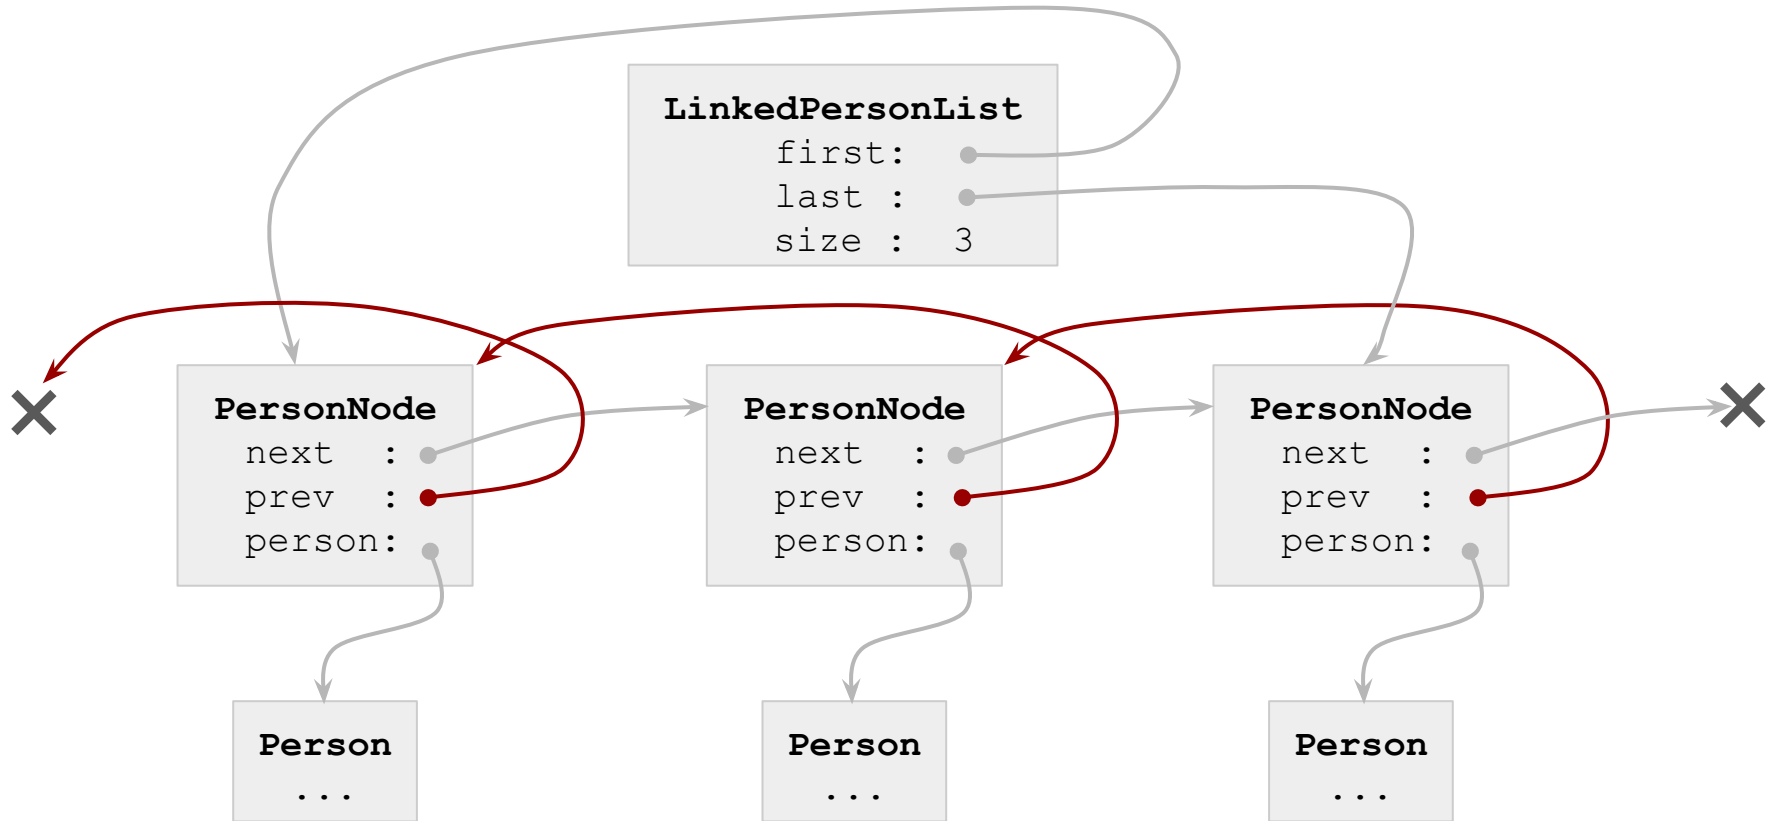 LinkedPersonList
first:
last :
size : 3
PersonNode
next :
prev :
person:
PersonNode
next :
prev :
person:
PersonNode
next :
prev :
person:
Person
...
Person
...
Person
...